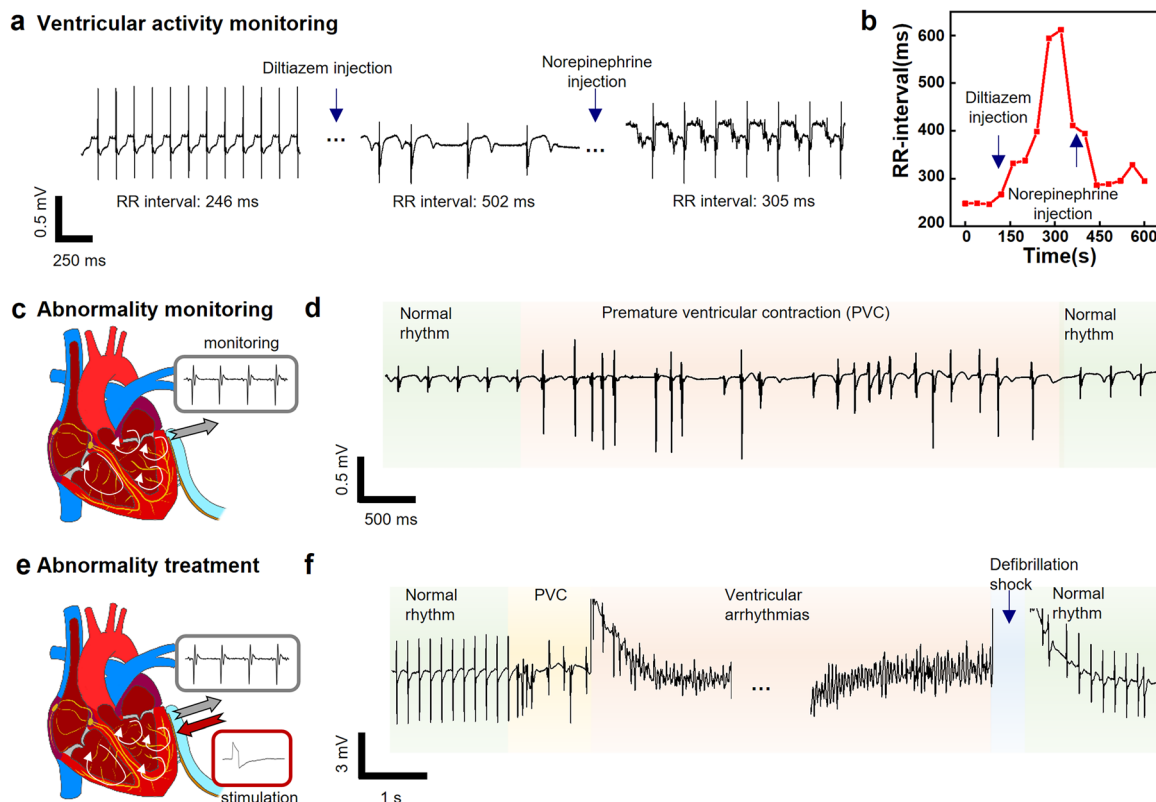 a Ventricular activity monitoring
Diltiazem injection
...
Norepinephrine
injection
...
RR interval: 246 ms
RR interval: 502 ms
RR interval: 305 ms
0.5 mV
250 ms
b
RR-interval(ms)
600
500
400
300
200
Diltiazem
injection
Norepinephrine
injection
0
150
300
450
600
Time(s)
c Abnormality monitoring
monitoring
d
Normal
rhythm
Premature ventricular contraction (PVC)
Normal
rhythm
0.5 mV
500 ms
e Abnormality treatment
stimulation
f
Normal
rhythm
PVC
Ventricular
arrhythmias
...
Defibrillation
shock
Normal
rhythm
3 mV
1 s